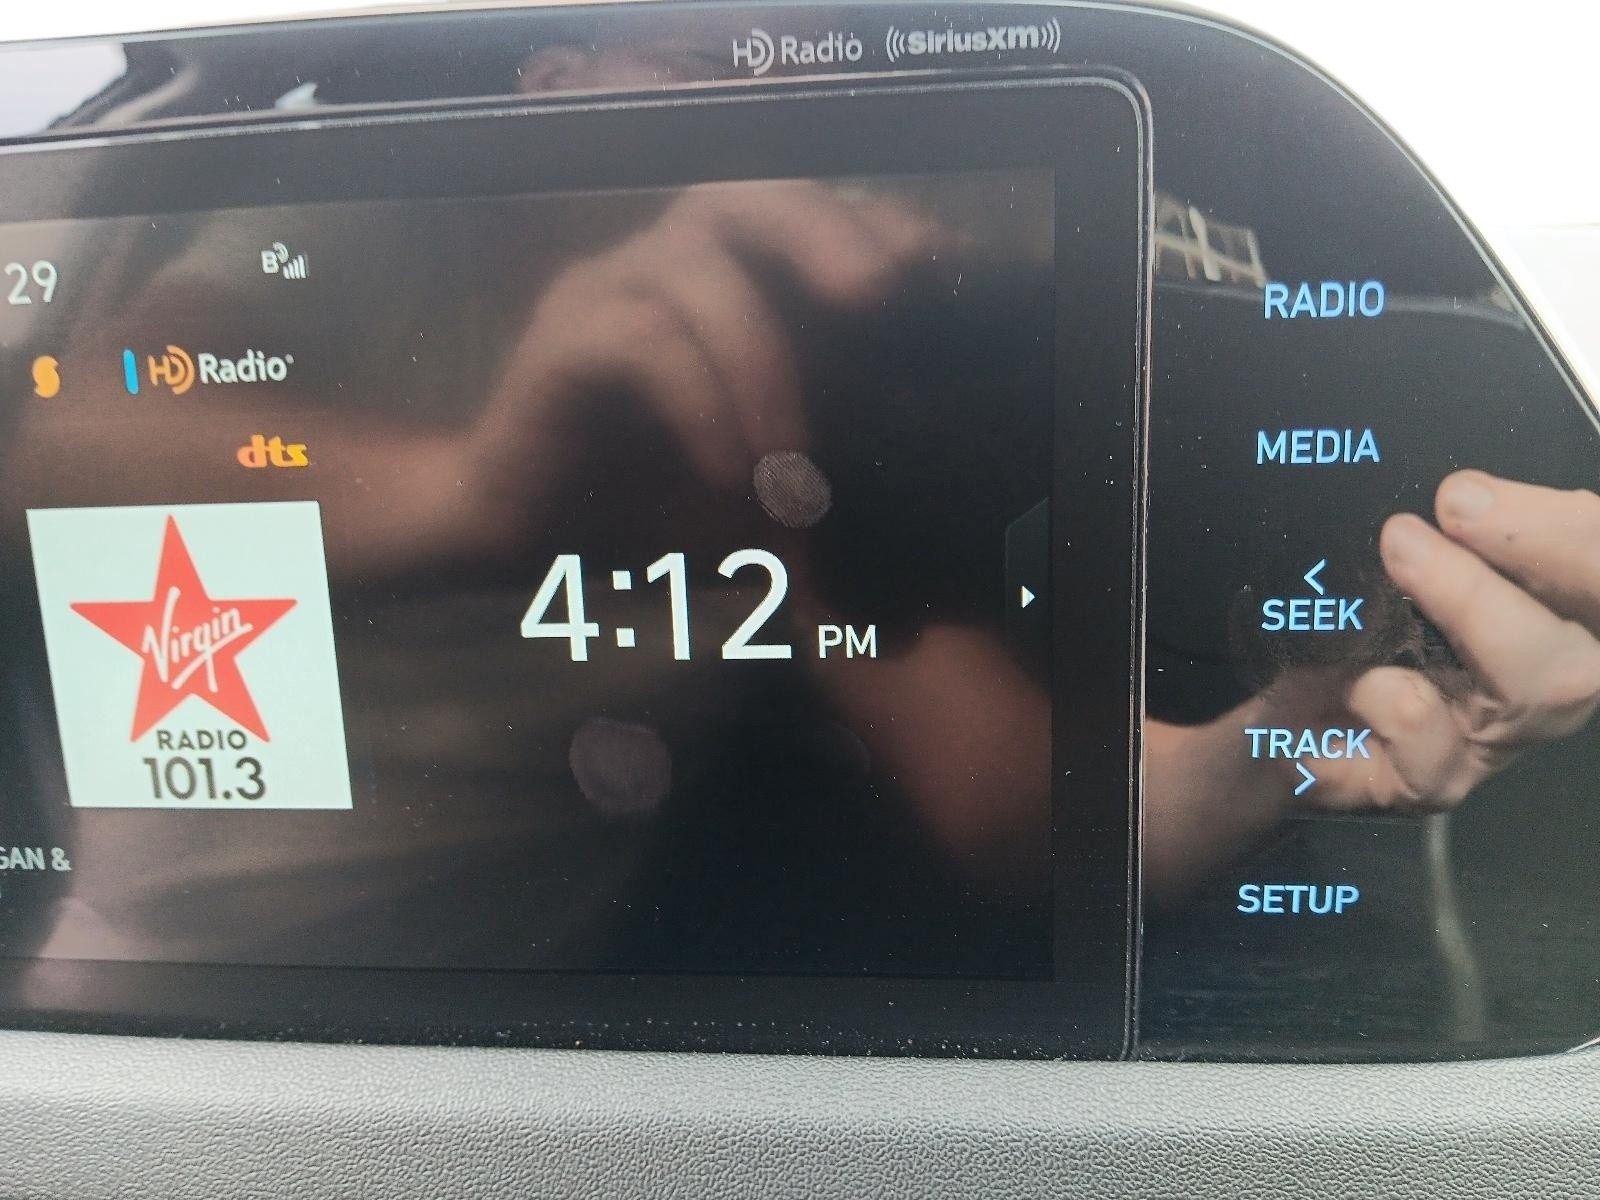 HD Radio SiriusXM
29
RADIO
HD Radio
MEDIA
dts
Virgin
RADIO
101.3
4:12 PM
<
SEEK
TRACK
>
GAN &
SETUP